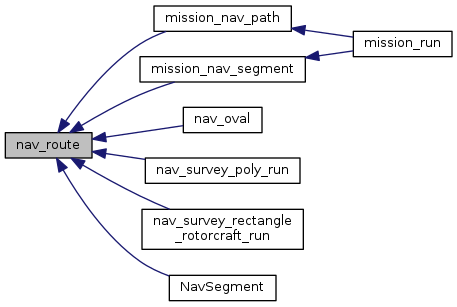 mission_nav_path
mission_run
mission_nav_segment
nav_oval
nav_route
nav_survey_poly_run
nav_survey_rectangle
_rotorcraft_run
NavSegment